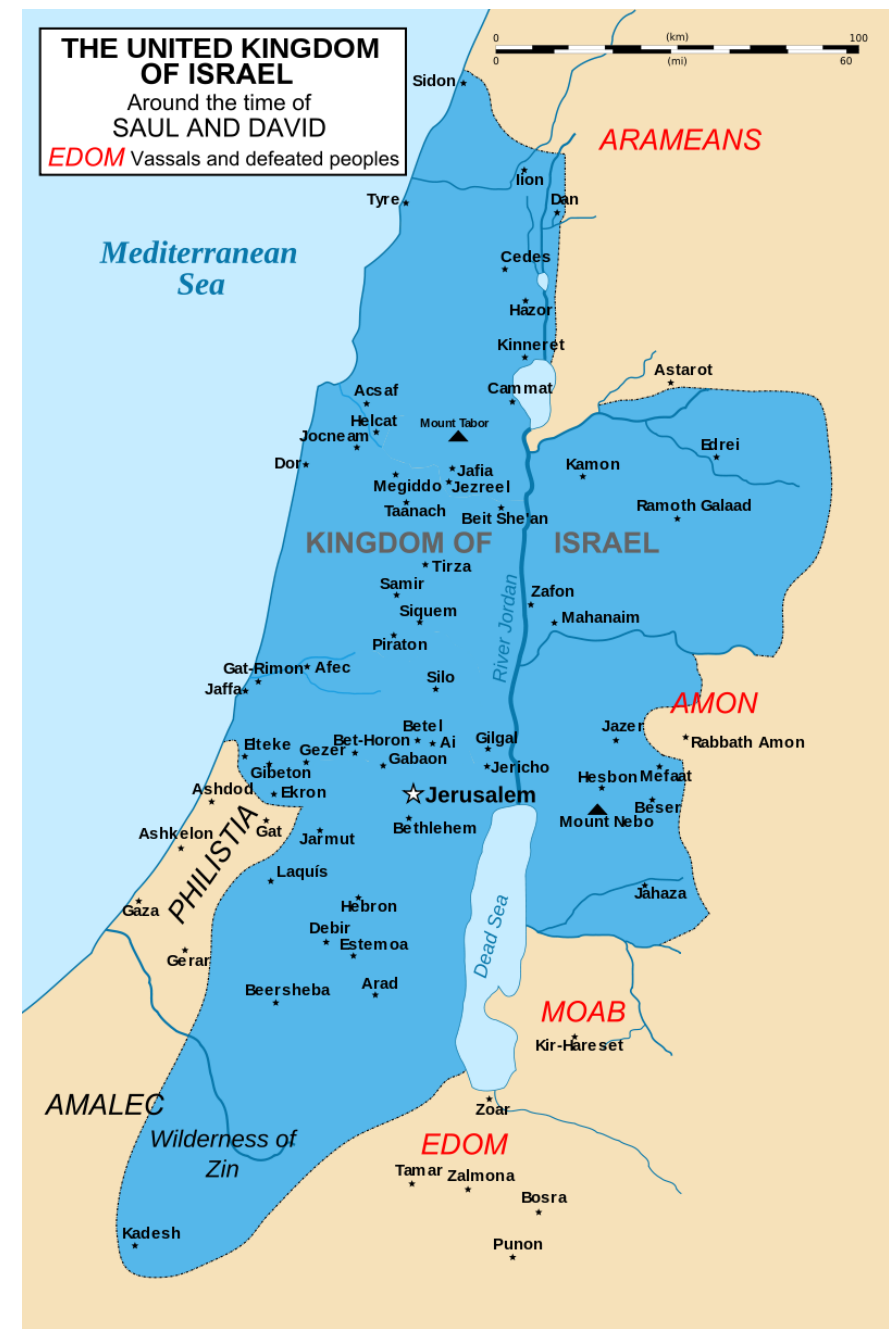 THE UNITED KINGDOM
OF ISRAEL
Around the time of
SAUL AND DAVID
EDOM Vassals and defeated peoples
0 (km) 100
0 (mi) 60
Sidon
ARAMEANS
Iion
Tyre
Dan
Mediterranean
Sea
Cedes
Hazor
Kinneret
Astarot
Acsaf
Cammat
Helcat
Mount Tabor
Jocneam
Edrei
Dor
Jafia
Kamon
Megiddo
Jezreel
Taanach
Ramoth Galaad
Beit She'an
KINGDOM OF ISRAEL
Tirza
Samir
Zafon
Siquem
Mahanaim
River Jordan
Piraton
Gat-Rimon
Afec
Silo
Jaffa
AMON
Betel
Jazer
Elteke
Gezer
Bet-Horon
Ai
Gilgal
Rabbath Amon
Gabaon
Gibeton
Jericho
Hesbon
Mefaat
Ashdod
Ekron
Jerusalem
Beser
Mount Nebo
Ashkelon
Gat
Bethlehem
Jarmut
PHILISTIA
Laquís
Jahaza
Gaza
Hebron
Debir
Dead Sea
Estemoa
Gerar
Beersheba
Arad
MOAB
Kir-Hareset
AMALEC
Zoar
Wilderness of
Zin
EDOM
Tamar
Zalmona
Bosra
Kadesh
Punon